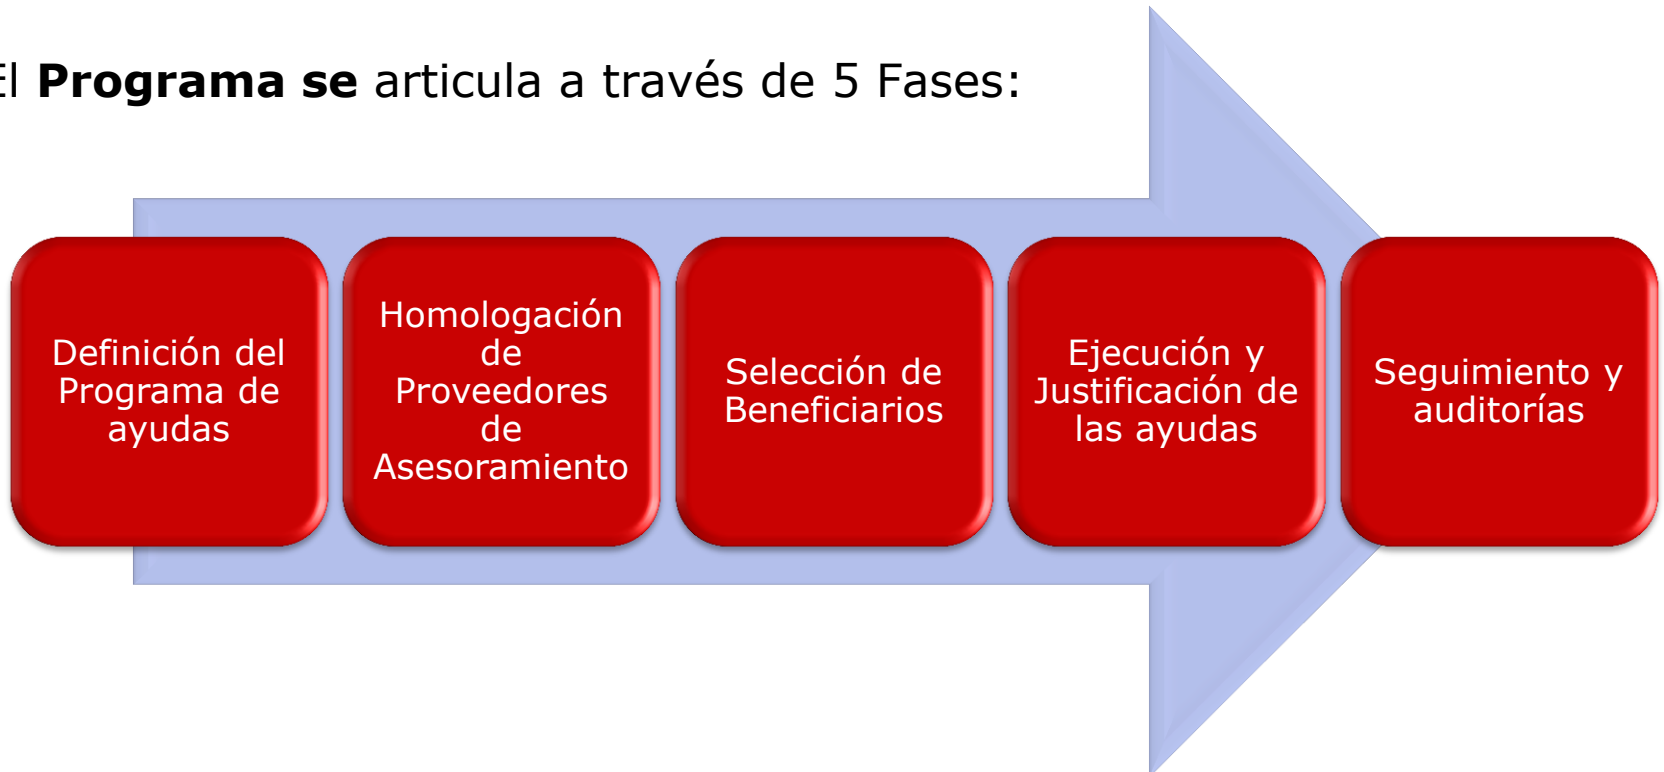 El Programa se articula a través de 5 Fases:
Definición del
Programa de
ayudas
Homologación
de
Proveedores
de
Asesoramiento
Selección de
Beneficiarios
Ejecución y
Justificación de
las ayudas
Seguimiento y
auditorías